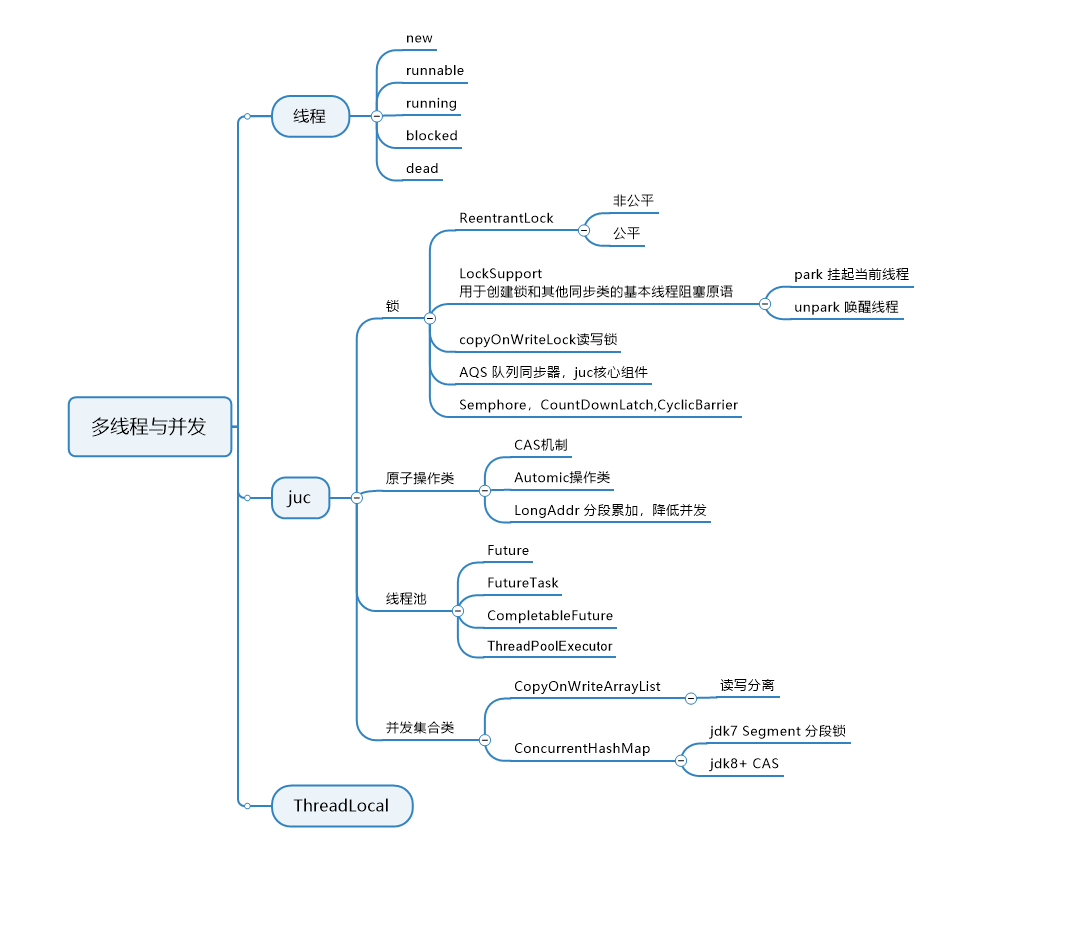 多线程与并发
线程
new
runnable
running
blocked
dead
juc
锁
ReentrantLock
非公平
公平
LockSupport
用于创建锁和其他同步类的基本线程阻塞原语
park 挂起当前线程
unpark 唤醒线程
copyOnWriteLock读写锁
AQS 队列同步器，juc核心组件
Semphore，CountDownLatch,CyclicBarrier
原子操作类
CAS机制
Automic操作类
LongAddr 分段累加，降低并发
线程池
Future
FutureTask
CompletableFuture
ThreadPoolExecutor
并发集合类
CopyOnWriteArrayList
读写分离
ConcurrentHashMap
jdk7 Segment 分段锁
jdk8+ CAS
ThreadLocal